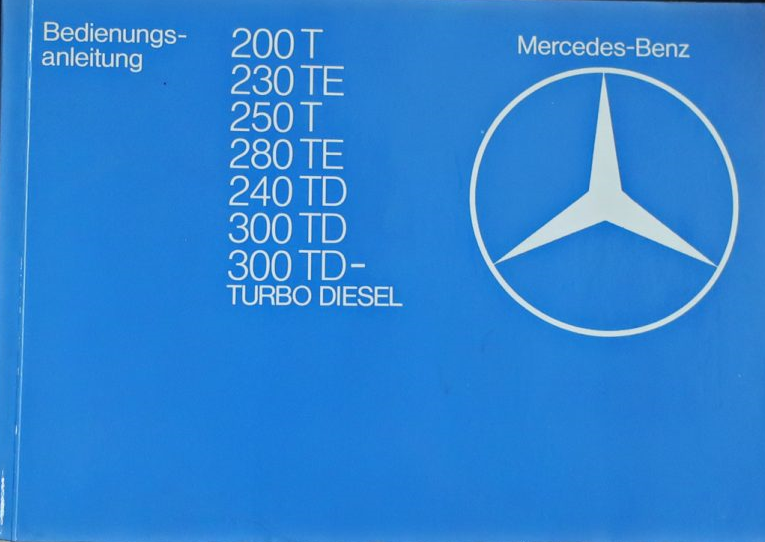 Bedienungs-
anleitung
200 T
230 TE
250 T
280 TE
240 TD
300 TD
300 TD-
TURBO DIESEL
Mercedes-Benz